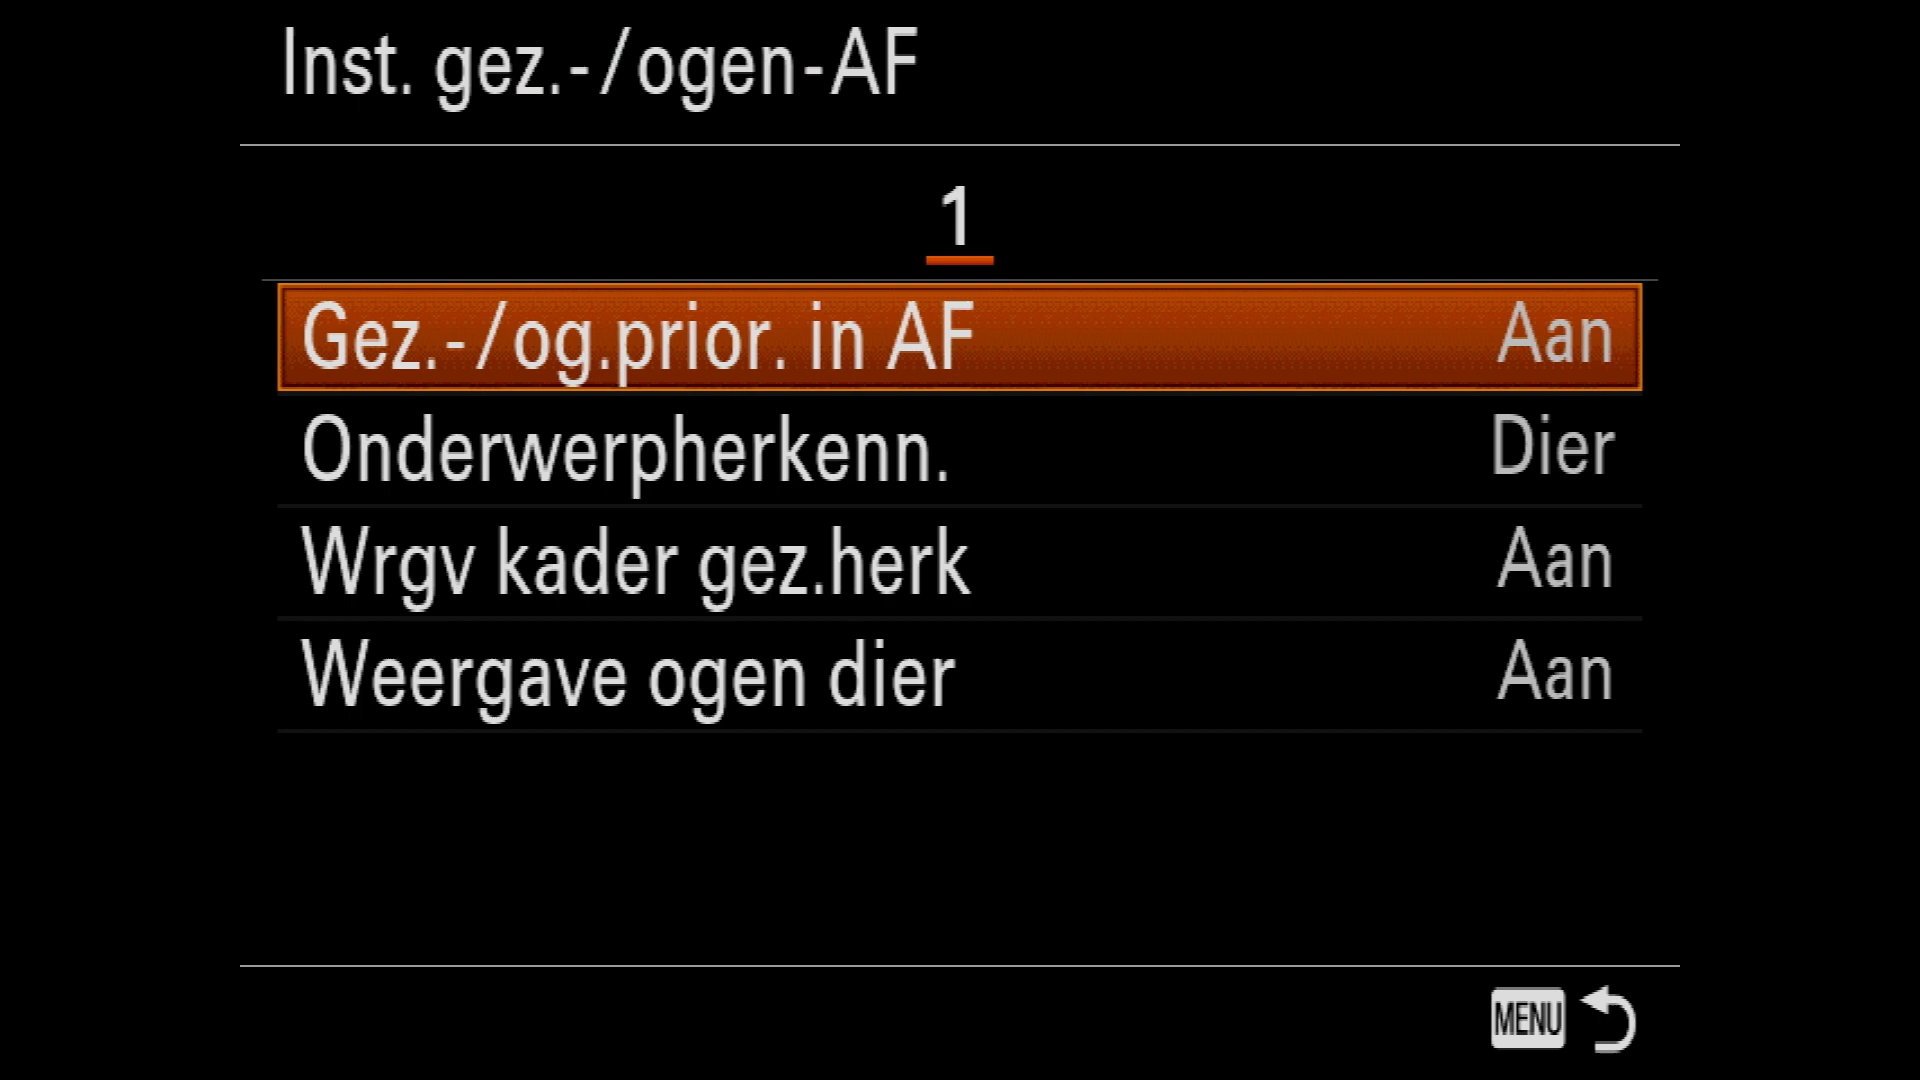 Inst. gez.-/ogen-AF
1
Gez.-/og.prior. in AF Aan
Onderwerpherkenn. Dier
Wrgv kader gez.herk Aan
Weergave ogen dier Aan
MENU